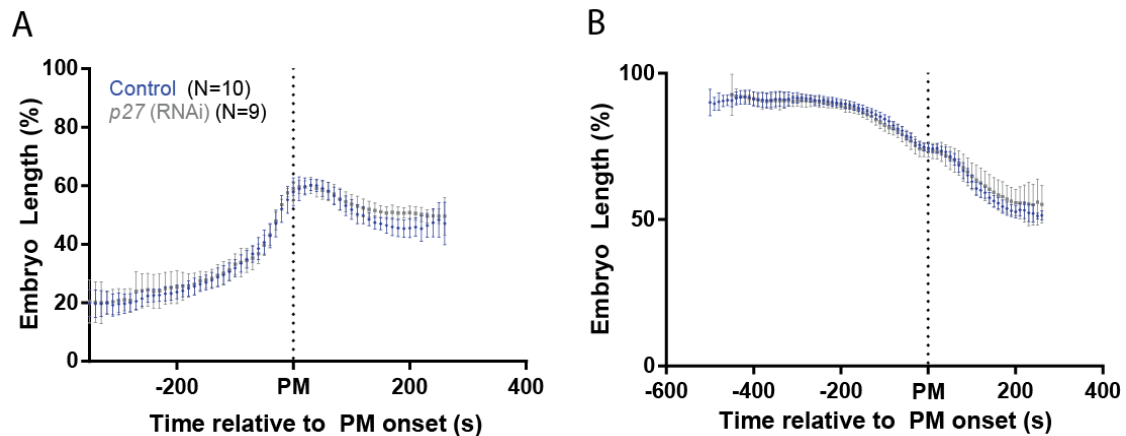 A
Embryo Length (%)
100
80
60
40
20
0
Control (N=10)
p27 (RNAi) (N=9)
-200
PM
200
400
Time relative to PM onset (s)
B
Embryo Length (%)
100
50
0
-600
-400
-200
PM
200
400
Time relative to PM onset (s)